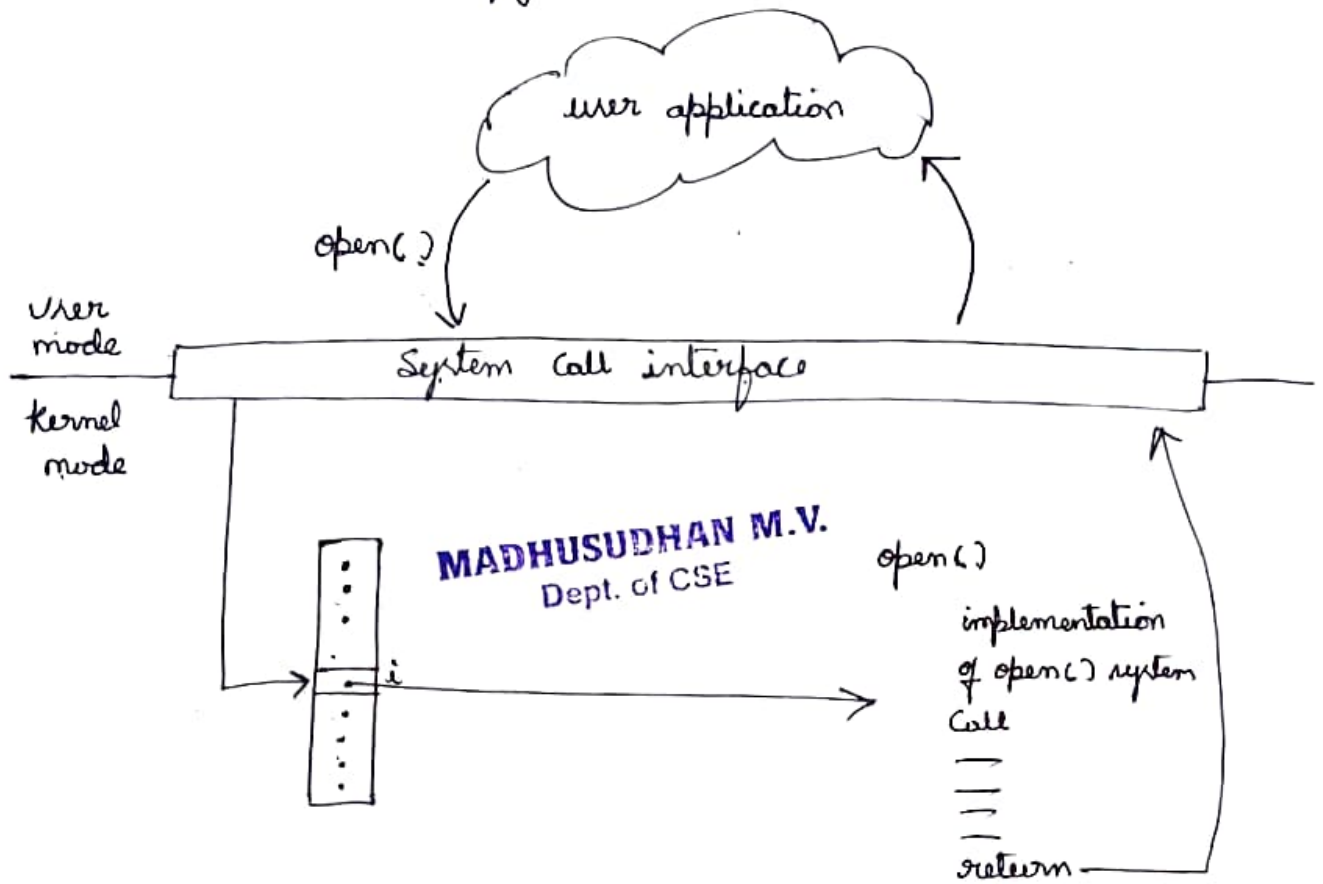 user application
open()
User
mode
System Call interface
Kernel
mode
MADHUSUDHAN M.V.
Dept. of CSE
open()
implementation
of open() system
Call
i
return